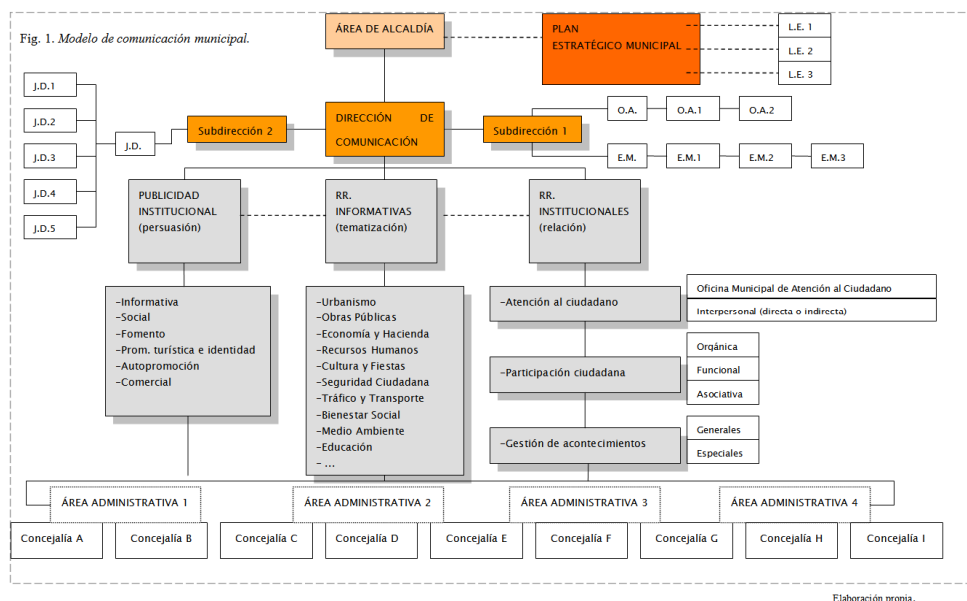 Fig. 1. Modelo de comunicación municipal.
ÁREA DE ALCALDÍA
PLAN
ESTRATÉGICO MUNICIPAL
L.E. 1
L.E. 2
L.E. 3
J.D.1
J.D.2
J.D.3
J.D.4
J.D.5
J.D.
Subdirección 2
DIRECCIÓN DE
COMUNICACIÓN
Subdirección 1
O.A.
O.A.1
O.A.2
E.M.
E.M.1
E.M.2
E.M.3
PUBLICIDAD
INSTITUCIONAL
(persuasión)
RR.
INFORMATIVAS
(tematización)
RR.
INSTITUCIONALES
(relación)
-Informativa
-Social
-Fomento
-Prom. turística e identidad
-Autopromoción
-Comercial
-Urbanismo
-Obras Públicas
-Economía y Hacienda
-Recursos Humanos
-Cultura y Fiestas
-Seguridad Ciudadana
-Tráfico y Transporte
-Bienestar Social
-Medio Ambiente
-Educación
- ...
-Atención al ciudadano
Oficina Municipal de Atención al Ciudadano
Interpersonal (directa o indirecta)
-Participación ciudadana
Orgánica
Funcional
Asociativa
-Gestión de acontecimientos
Generales
Especiales
ÁREA ADMINISTRATIVA 1
ÁREA ADMINISTRATIVA 2
ÁREA ADMINISTRATIVA 3
ÁREA ADMINISTRATIVA 4
Concejalía A
Concejalía B
Concejalía C
Concejalía D
Concejalía E
Concejalía F
Concejalía G
Concejalía H
Concejalía I
Elaboración propia.